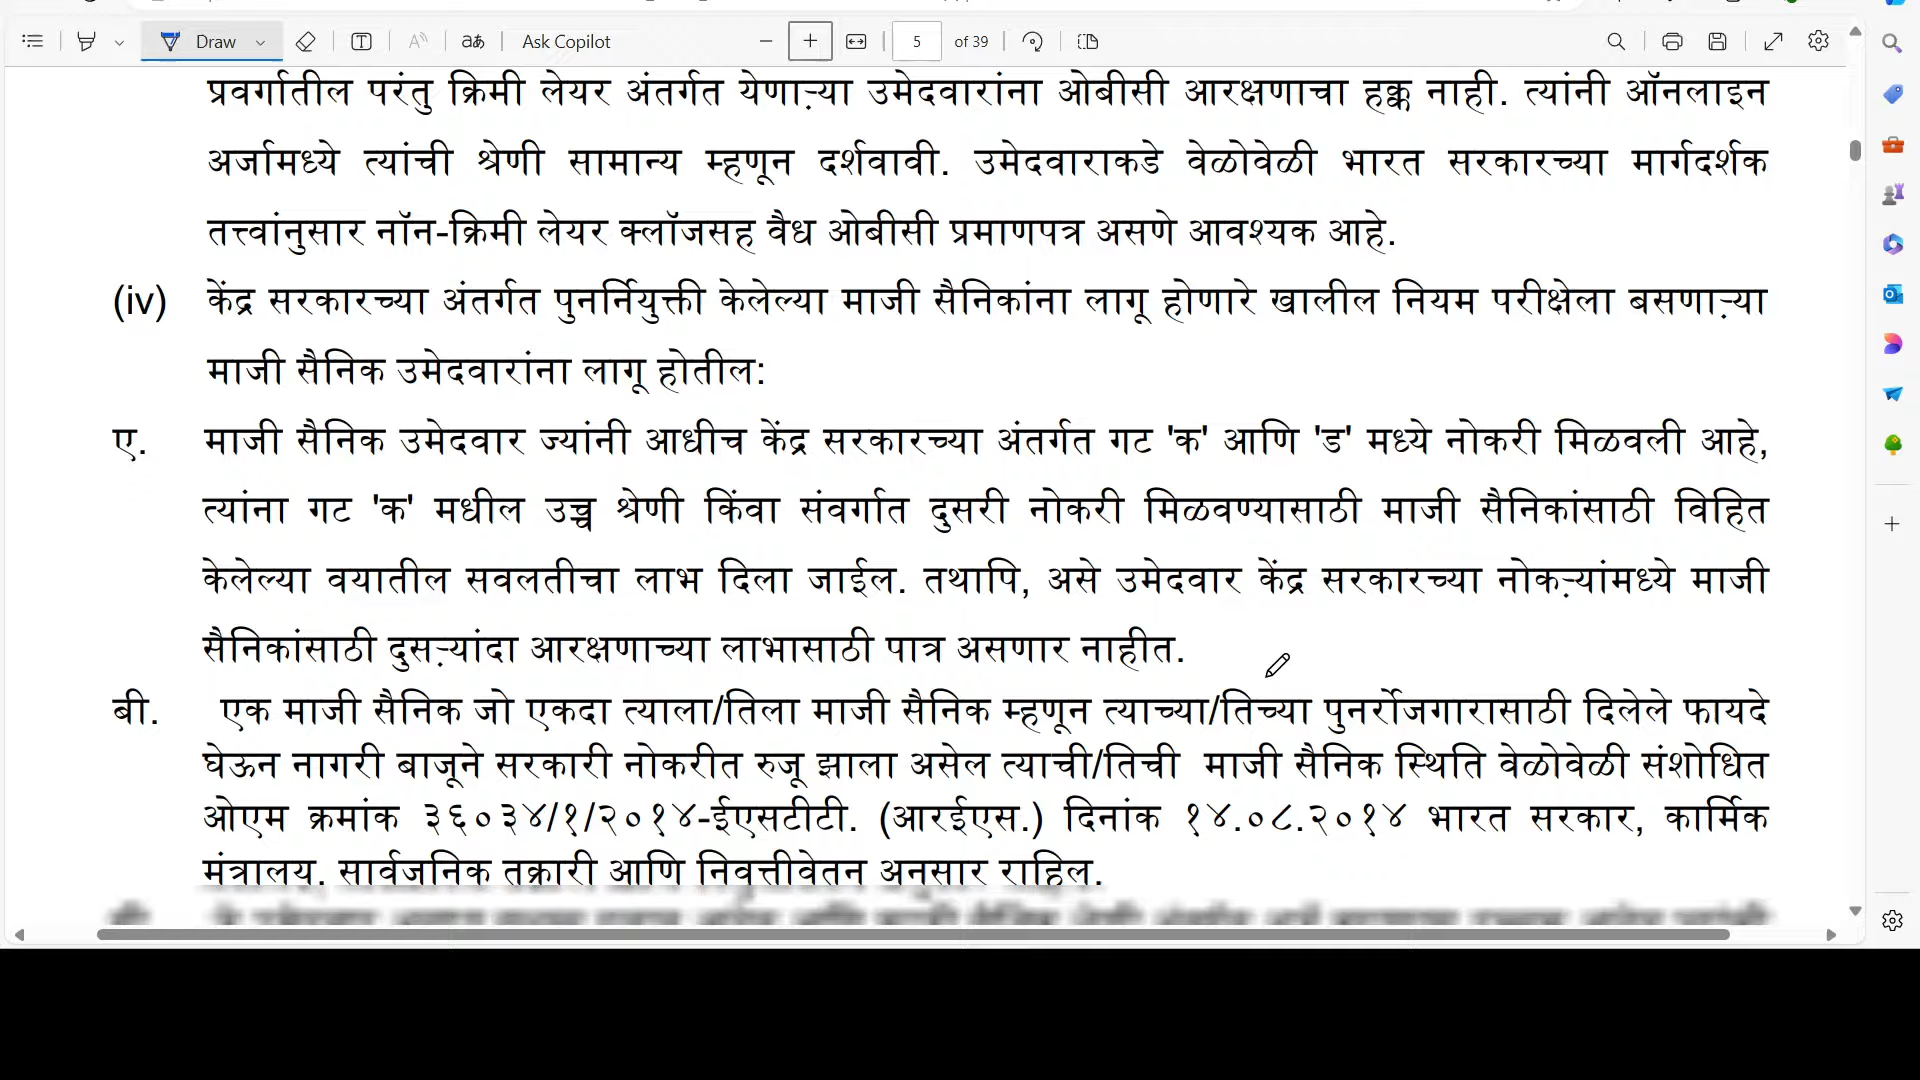 Draw
Ask Copilot
5 of 39
प्रवर्गातील परंतु क्रिमी लेयर अंतर्गत येणाऱ्या उमेदवारांना ओबीसी आरक्षणाचा हक्क नाही. त्यांनी ऑनलाइन
अर्जामध्ये त्यांची श्रेणी सामान्य म्हणून दर्शवावी. उमेदवाराकडे वेळोवेळी भारत सरकारच्या मार्गदर्शक
तत्त्वांनुसार नॉन-क्रिमी लेयर क्लॉजसह वैध ओबीसी प्रमाणपत्र असणे आवश्यक आहे.
(iv) केंद्र सरकारच्या अंतर्गत पुनर्नियुक्ती केलेल्या माजी सैनिकांना लागू होणारे खालील नियम परीक्षेला बसणाऱ्या
माजी सैनिक उमेदवारांना लागू होतील:
ए. माजी सैनिक उमेदवार ज्यांनी आधीच केंद्र सरकारच्या अंतर्गत गट 'क' आणि 'ड' मध्ये नोकरी मिळवली आहे,
त्यांना गट 'क' मधील उच्च श्रेणी किंवा संवर्गात दुसरी नोकरी मिळवण्यासाठी माजी सैनिकांसाठी विहित
केलेल्या वयातील सवलतीचा लाभ दिला जाईल. तथापि, असे उमेदवार केंद्र सरकारच्या नोकऱ्यांमध्ये माजी
सैनिकांसाठी दुसऱ्यांदा आरक्षणाच्या लाभासाठी पात्र असणार नाहीत.
बी. एक माजी सैनिक जो एकदा त्याला/तिला माजी सैनिक म्हणून त्याच्या/तिच्या पुनर्रोजगारासाठी दिलेले फायदे
घेऊन नागरी बाजूने सरकारी नोकरीत रुजू झाला असेल त्याची/तिची माजी सैनिक स्थिति वेळोवेळी संशोधित
ओएम क्रमांक ३६०३४/१/२०१४-ईएसटीटी. (आरईएस.) दिनांक १४.०८.२०१४ भारत सरकार, कार्मिक
मंत्रालय, सार्वजनिक तक्रारी आणि निवृत्तीवेतन अनुसार राहिल.